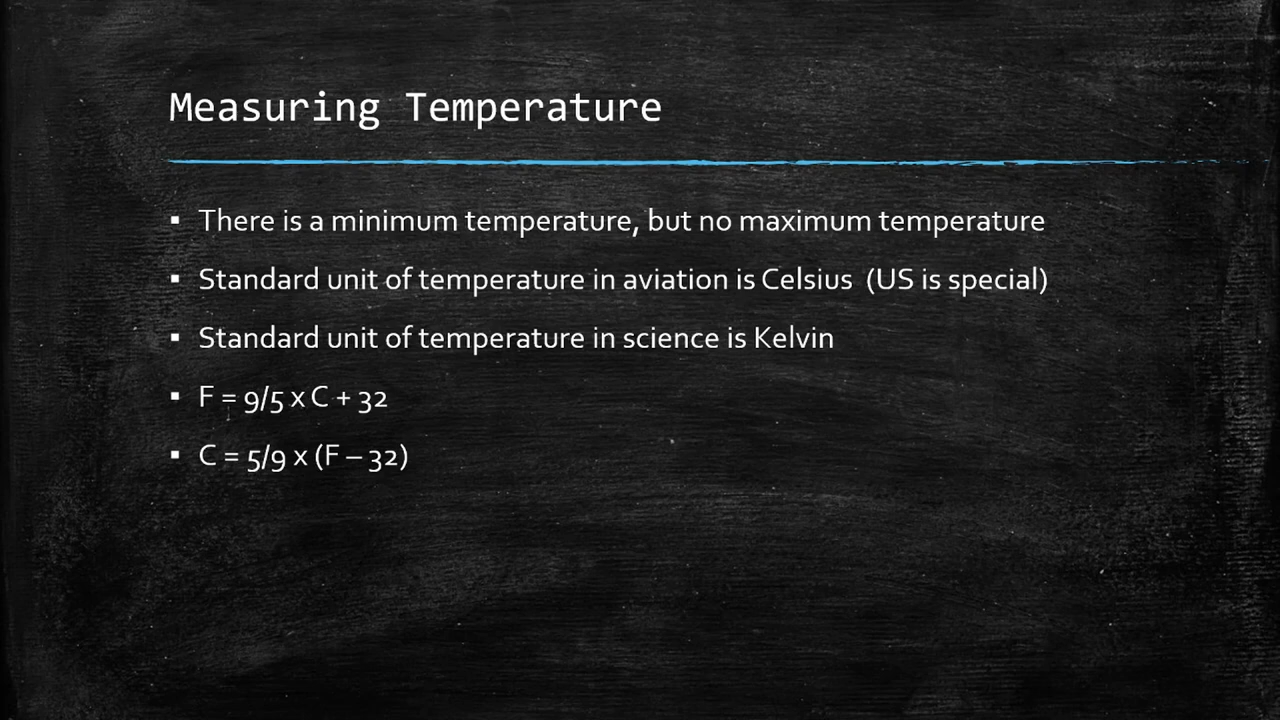 Measuring Temperature
▪ There is a minimum temperature, but no maximum temperature
▪ Standard unit of temperature in aviation is Celsius  (US is special)
▪ Standard unit of temperature in science is Kelvin
▪ F = 9/5 x C + 32
▪ C = 5/9 x (F – 32)